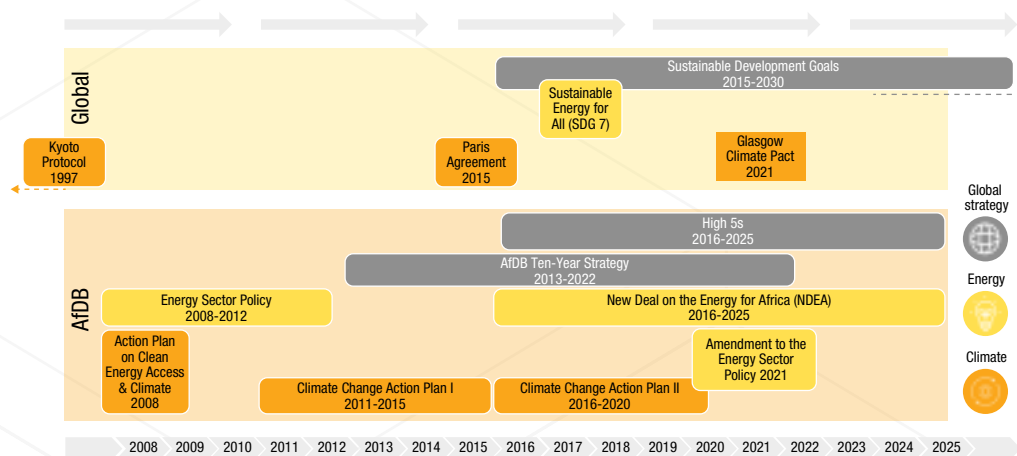 Global
Sustainable Development Goals
2015-2030
Sustainable
Energy for
All (SDG 7)
Kyoto
Protocol
1997
Paris
Agreement
2015
Glasgow
Climate Pact
2021
Global
strategy
Energy
Climate
AfDB
High 5s
2016-2025
AfDB Ten-Year Strategy
2013-2022
Energy Sector Policy
2008-2012
New Deal on the Energy for Africa (NDEA)
2016-2025
Action Plan
on Clean
Energy Access
& Climate
2008
Amendment to the
Energy Sector
Policy 2021
Climate Change Action Plan I
2011-2015
Climate Change Action Plan II
2016-2020
2008 2009 2010 2011 2012 2013 2014 2015 2016 2017 2018 2019 2020 2021 2022 2023 2024 2025